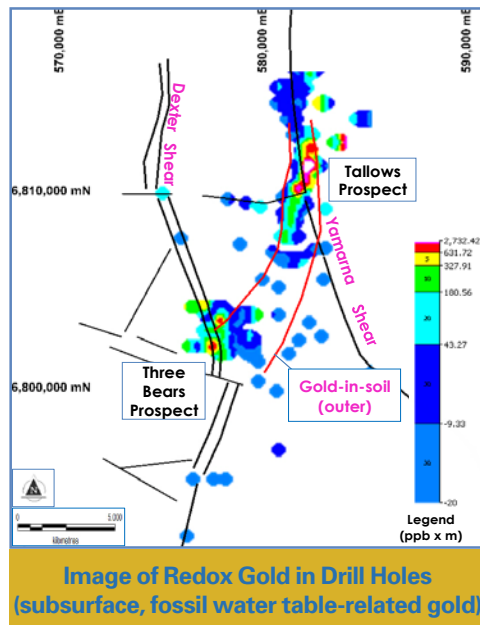 570,000 mE
580,000 mE
590,000 mE
Dexter Shear
Tallows
Prospect
6,810,000 mN
Yamarna Shear
2,732.42
631.72
327.91
180.56
43.27
-9.33
-20
Three
Bears
Prospect
6,800,000 mN
Gold-in-soil
(outer)
N
0 5,000
kilometres
Legend
(ppb x m)
Image of Redox Gold in Drill Holes
(subsurface, fossil water table-related gold)